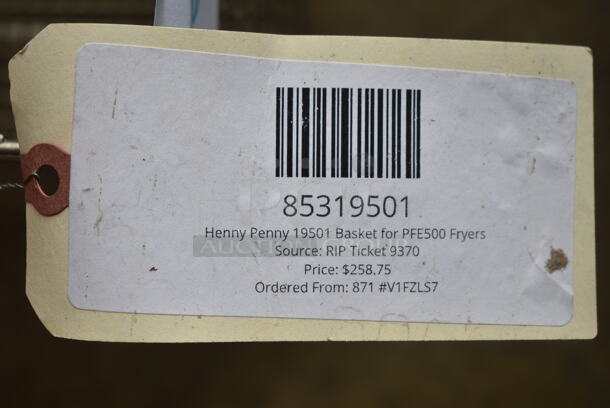 85319501
Henny Penny 19501 Basket for PFE500 Fryers
Source: RIP Ticket 9370
Price: $258.75
Ordered From: 871 #V1FZLS7